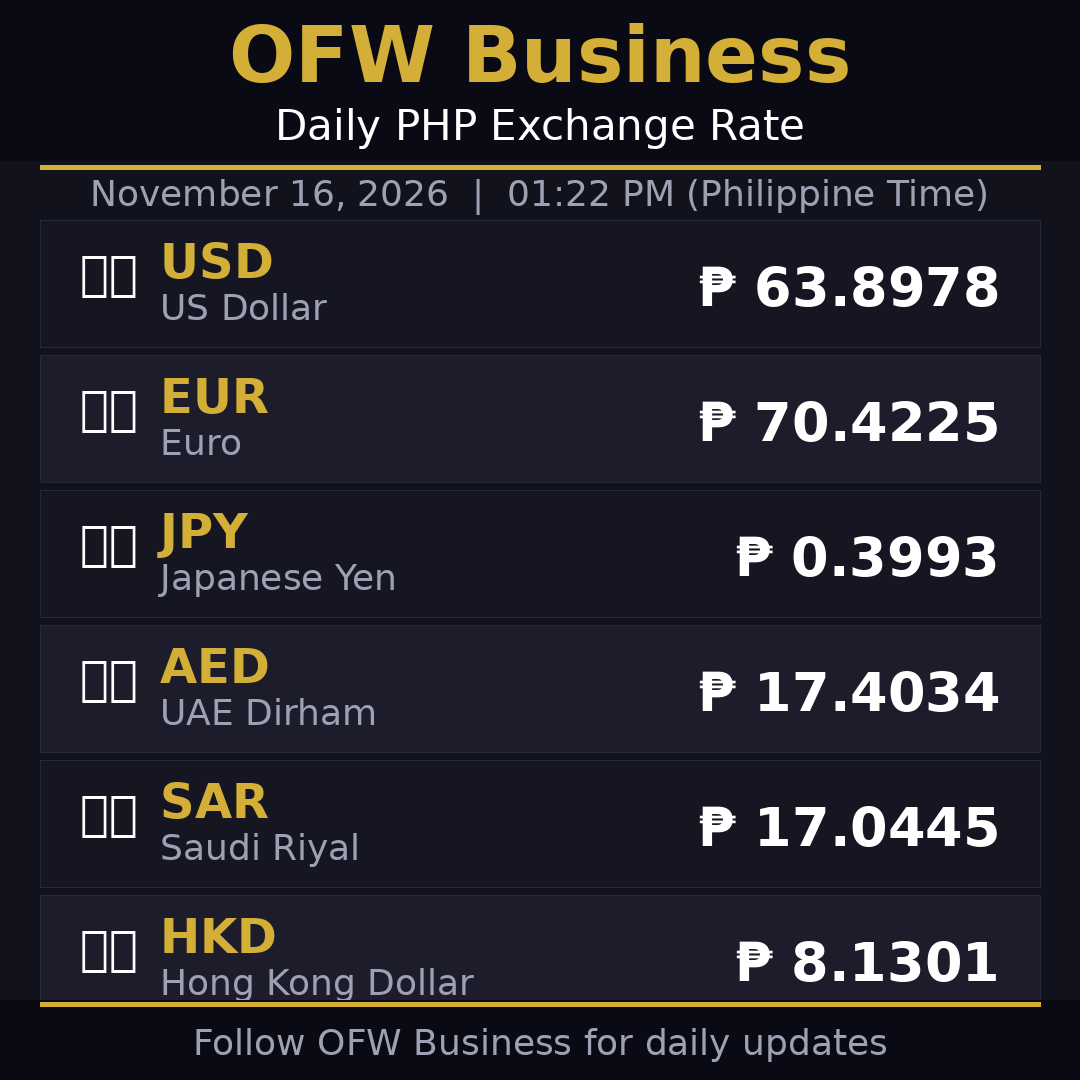 OFW Business
Daily PHP Exchange Rate
November 16, 2026 | 01:22 PM (Philippine Time)
USD
US Dollar
₱ 63.8978
EUR
Euro
₱ 70.4225
JPY
Japanese Yen
₱ 0.3993
AED
UAE Dirham
₱ 17.4034
SAR
Saudi Riyal
₱ 17.0445
HKD
Hong Kong Dollar
₱ 8.1301
Follow OFW Business for daily updates